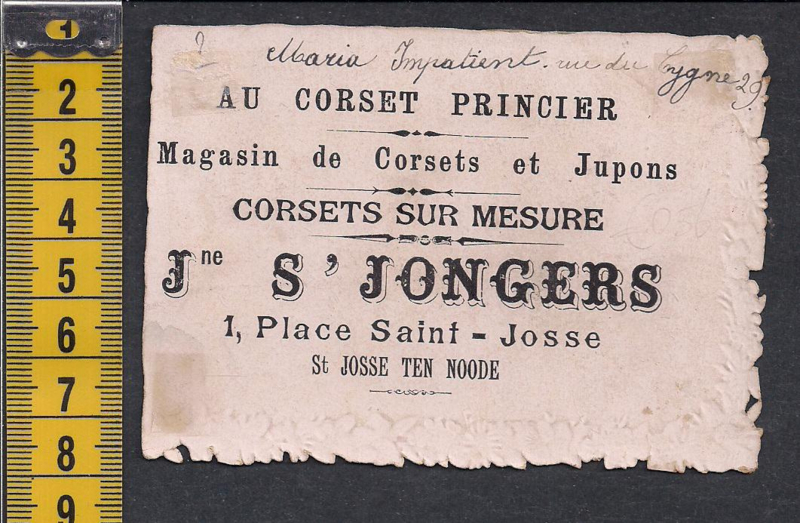 Maria Impatient. rue du Cygne 29.
AU CORSET PRINCIER
Magasin de Corsets et Jupons
CORSETS SUR MESURE
Jne S'JONGERS
1, Place Saint-Josse
St JOSSE TEN NOODE
1
2
3
4
5
6
7
8
9